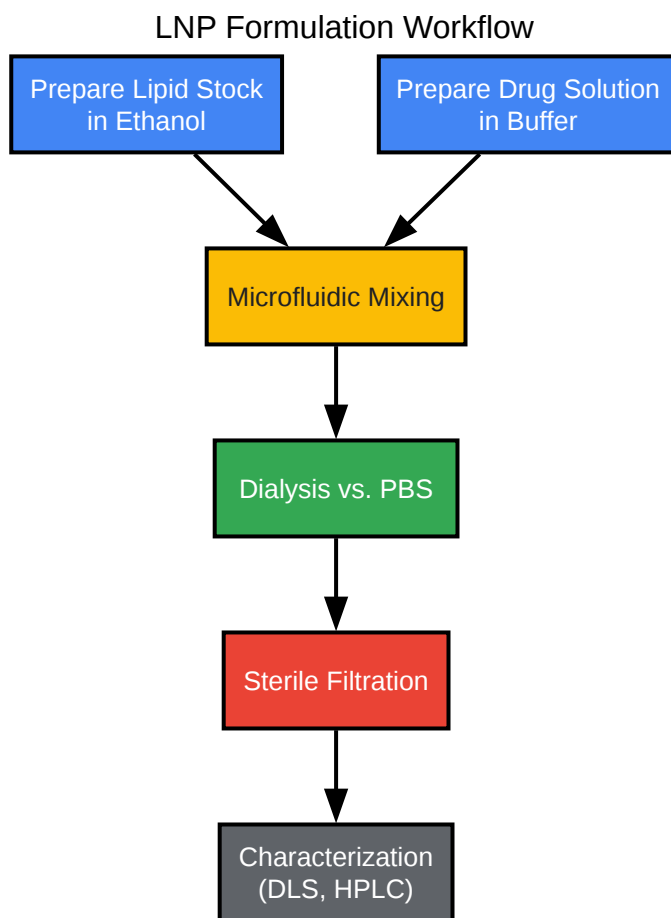 LNP Formulation Workflow
Prepare Lipid Stock
in Ethanol
Prepare Drug Solution
in Buffer
Microfluidic Mixing
Dialysis vs. PBS
Sterile Filtration
Characterization
(DLS, HPLC)